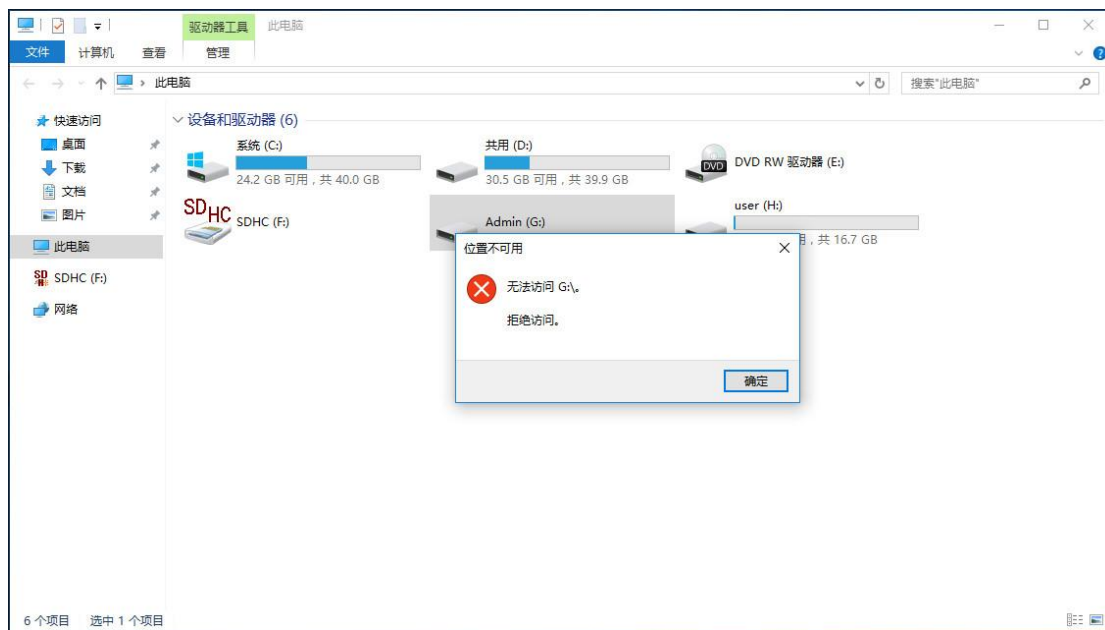 驱动器工具 此电脑
文件 计算机 查看 管理
此电脑
搜索"此电脑"
快速访问
桌面
下载
文档
图片
此电脑
SDHC (F:)
网络
设备和驱动器 (6)
系统 (C:)
24.2 GB 可用，共 40.0 GB
共用 (D:)
30.5 GB 可用，共 39.9 GB
DVD
DVD RW 驱动器 (E:)
SDHC
SDHC (F:)
Admin (G:)
user (H:)
用，共 16.7 GB
位置不可用
无法访问 G:\。
拒绝访问。
确定
6 个项目 选中 1 个项目